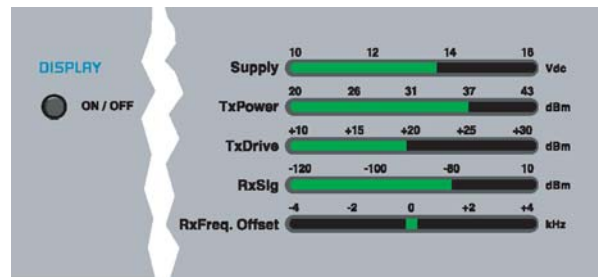 10 12 14 16
DISPLAY
Supply Vdc
20 26 31 37 43
ON / OFF
TxPower dBm
+10 +15 +20 +25 +30
TxDrive dBm
-120 -100 -80 10
RxSig dBm
-4 -2 0 +2 +4
RxFreq. Offset kHz